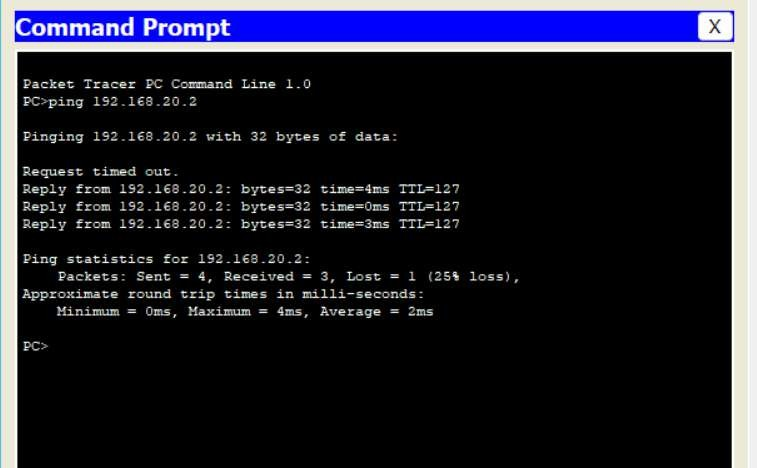 Command Prompt
X
Packet Tracer PC Command Line 1.0
PC>ping 192.168.20.2
Pinging 192.168.20.2 with 32 bytes of data:
Request timed out.
Reply from 192.168.20.2: bytes=32 time=4ms TTL=127
Reply from 192.168.20.2: bytes=32 time=0ms TTL=127
Reply from 192.168.20.2: bytes=32 time=3ms TTL=127
Ping statistics for 192.168.20.2:
Packets: Sent = 4, Received = 3, Lost = 1 (25% loss),
Approximate round trip times in milli-seconds:
Minimum = 0ms, Maximum = 4ms, Average = 2ms
PC>